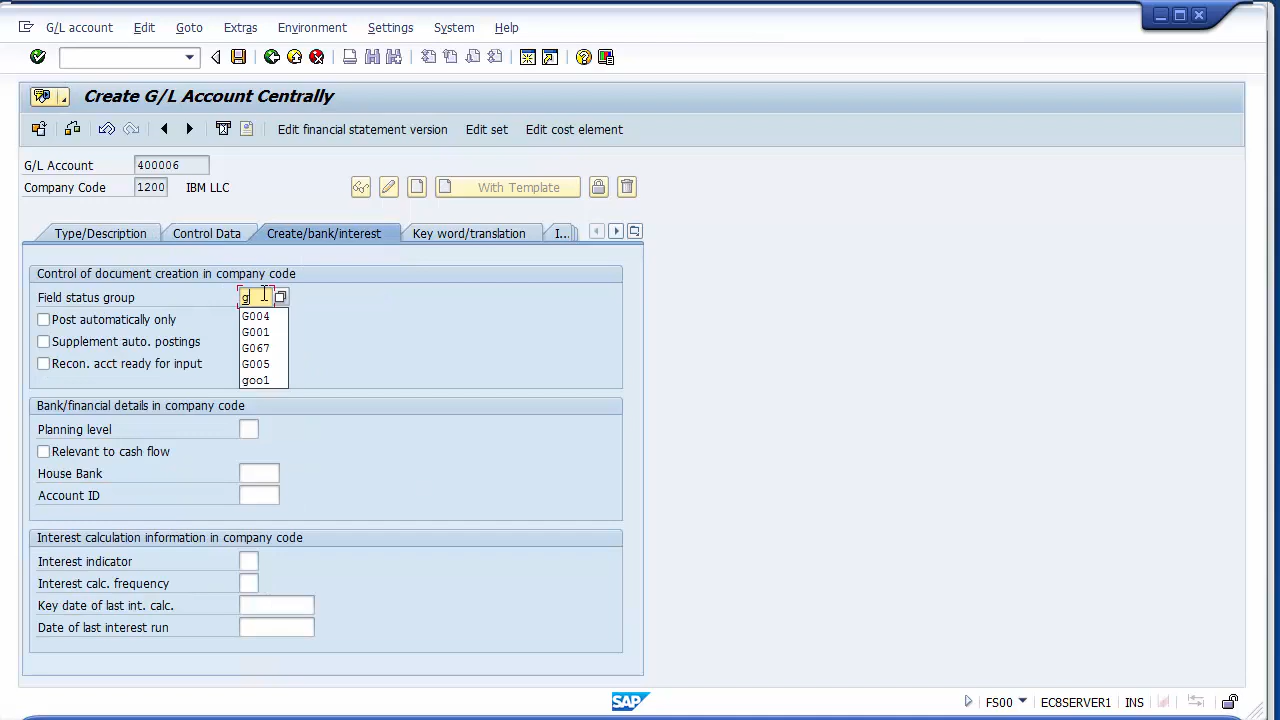 G/L account Edit Goto Extras Environment Settings System Help
Create G/L Account Centrally
Edit financial statement version Edit set Edit cost element
G/L Account 400006
Company Code 1200 IBM LLC With Template
Type/Description Control Data Create/bank/interest Key word/translation I...
Control of document creation in company code
Field status group g
G004
Post automatically only
G001
Supplement auto. postings
G067
Recon. acct ready for input G005
goo1
Bank/financial details in company code
Planning level
Relevant to cash flow
House Bank
Account ID
Interest calculation information in company code
Interest indicator
Interest calc. frequency
Key date of last int. calc.
Date of last interest run
SAP FS00 EC8SERVER1 INS